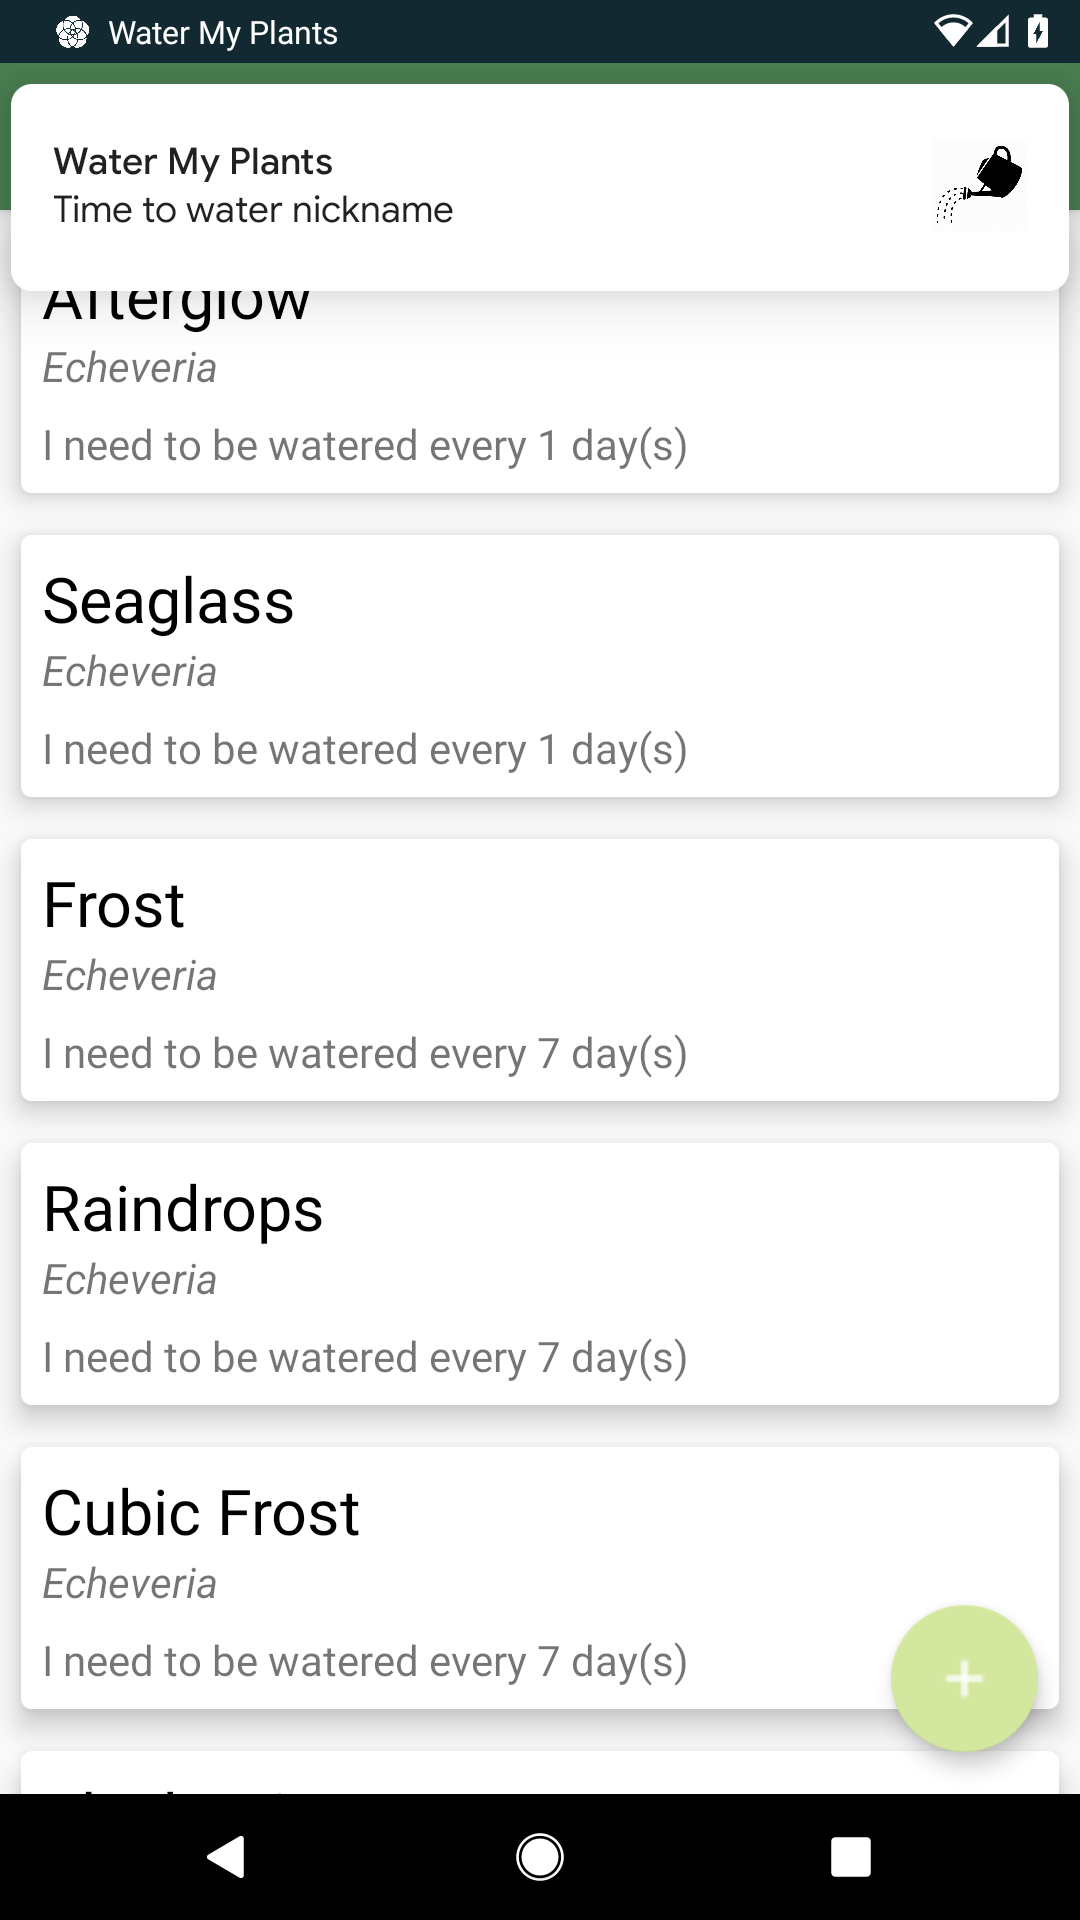 Water My Plants
Water My Plants
Time to water nickname
Afterglow
Echeveria
I need to be watered every 1 day(s)
Seaglass
Echeveria
I need to be watered every 1 day(s)
Frost
Echeveria
I need to be watered every 7 day(s)
Raindrops
Echeveria
I need to be watered every 7 day(s)
Cubic Frost
Echeveria
I need to be watered every 7 day(s)